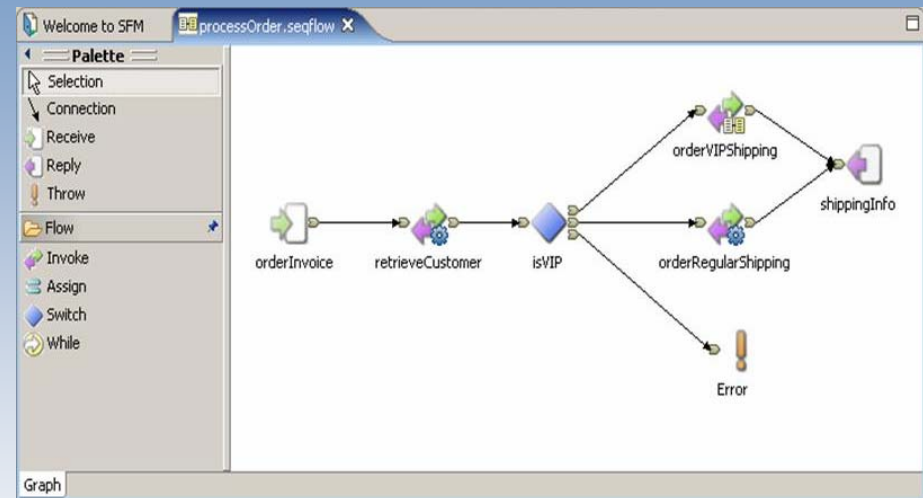 Welcome to SFM
processOrder.seqflow
Palette
Selection
Connection
Receive
Reply
Throw
Flow
Invoke
Assign
Switch
While
orderVIPShipping
shippingInfo
orderInvoice
retrieveCustomer
isVIP
orderRegularShipping
Error
Graph